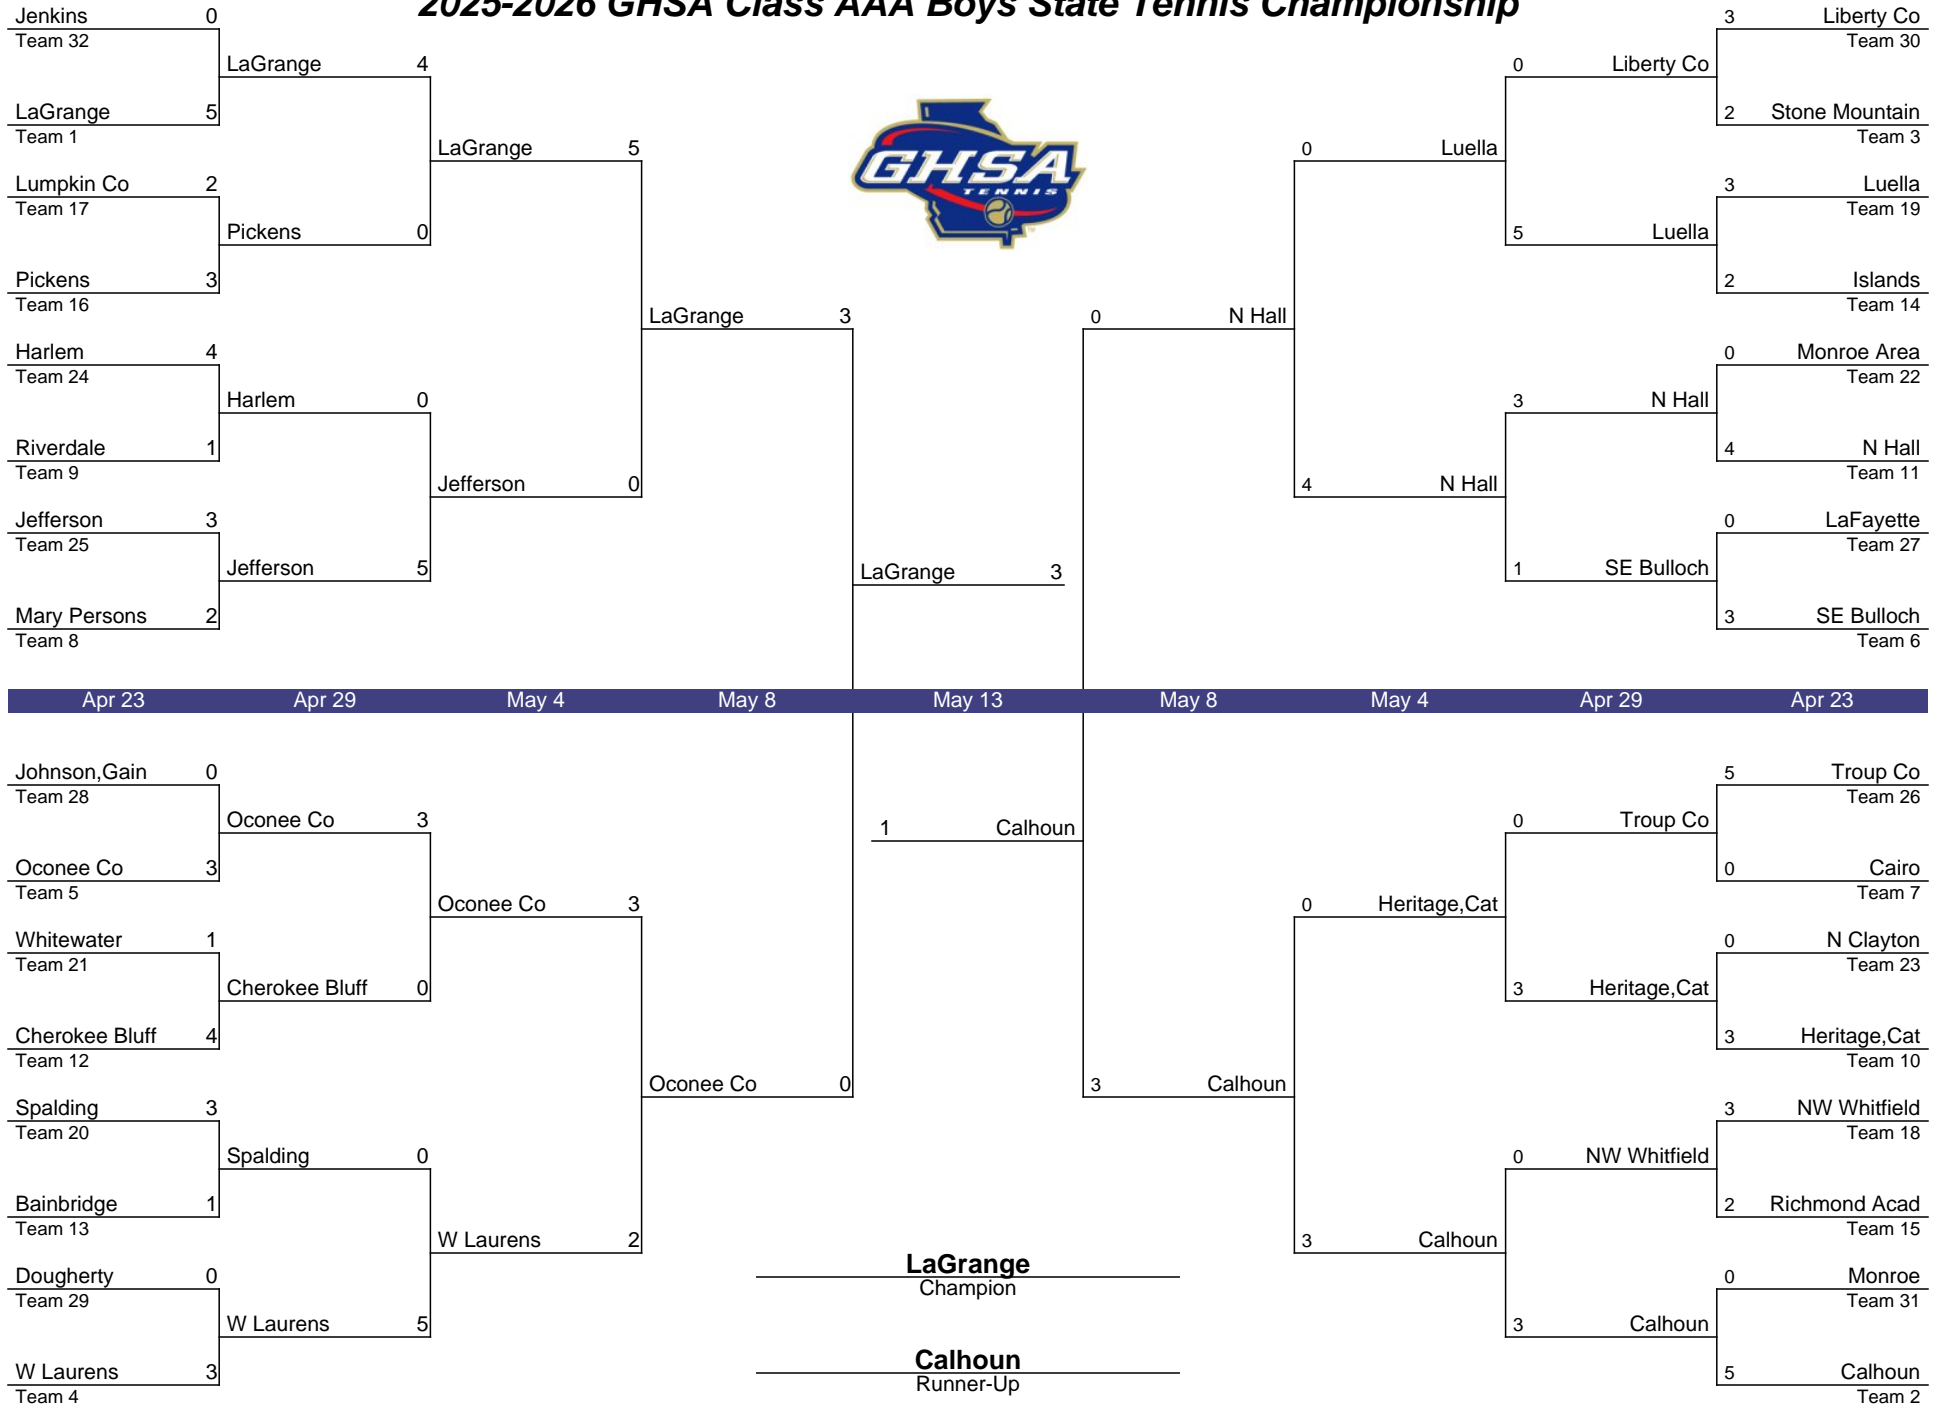 2025-2026 GHSA Class AAA Boys State Tennis Championship
Jenkins 0
Team 32
LaGrange 4
LaGrange 5
Team 1
LaGrange 5
Lumpkin Co 2
Team 17
Pickens 0
Pickens 3
Team 16
LaGrange 3
Harlem 4
Team 24
Harlem 0
Riverdale 1
Team 9
Jefferson 0
Jefferson 3
Team 25
Jefferson 5
Mary Persons 2
Team 8
LaGrange 3
GHSA
TENNIS
3 Liberty Co
Team 30
0 Liberty Co
2 Stone Mountain
Team 3
0 Luella
3 Luella
Team 19
5 Luella
2 Islands
Team 14
0 N Hall
0 Monroe Area
Team 22
3 N Hall
4 N Hall
Team 11
4 N Hall
0 LaFayette
Team 27
1 SE Bulloch
3 SE Bulloch
Team 6
Apr 23 Apr 29 May 4 May 8 May 13 May 8 May 4 Apr 29 Apr 23
Johnson,Gain 0
Team 28
Oconee Co 3
Oconee Co 3
Team 5
Oconee Co 3
Whitewater 1
Team 21
Cherokee Bluff 0
Cherokee Bluff 4
Team 12
Oconee Co 0
Spalding 3
Team 20
Spalding 0
Bainbridge 1
Team 13
W Laurens 2
Dougherty 0
Team 29
W Laurens 5
W Laurens 3
Team 4
1 Calhoun
5 Troup Co
Team 26
0 Troup Co
0 Cairo
Team 7
0 Heritage,Cat
0 N Clayton
Team 23
3 Heritage,Cat
3 Heritage,Cat
Team 10
3 Calhoun
3 NW Whitfield
Team 18
0 NW Whitfield
2 Richmond Acad
Team 15
3 Calhoun
0 Monroe
Team 31
3 Calhoun
5 Calhoun
Team 2
LaGrange
Champion
Calhoun
Runner-Up